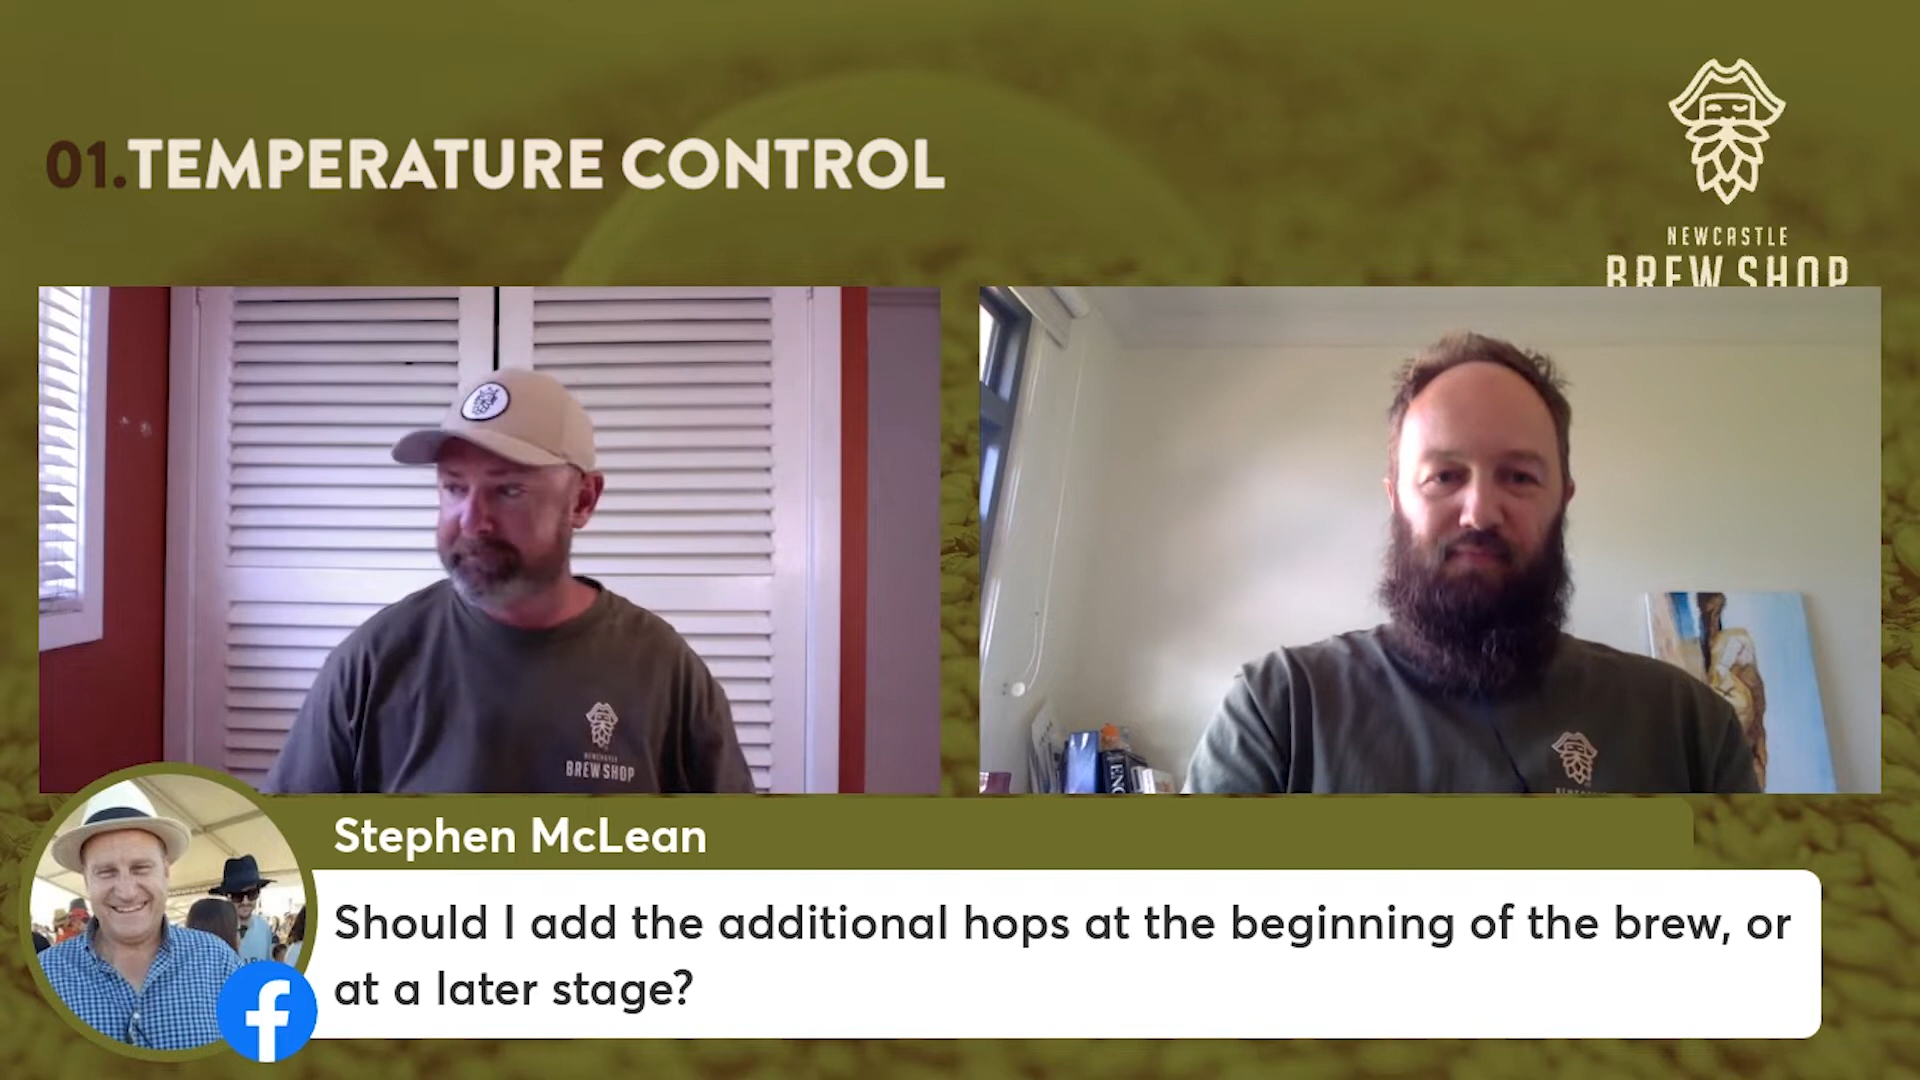 01.TEMPERATURE CONTROL
NEWCASTLE
BREW SHOP
NEWCASTLE
BREW SHOP
Stephen McLean
Should I add the additional hops at the beginning of the brew, or
at a later stage?